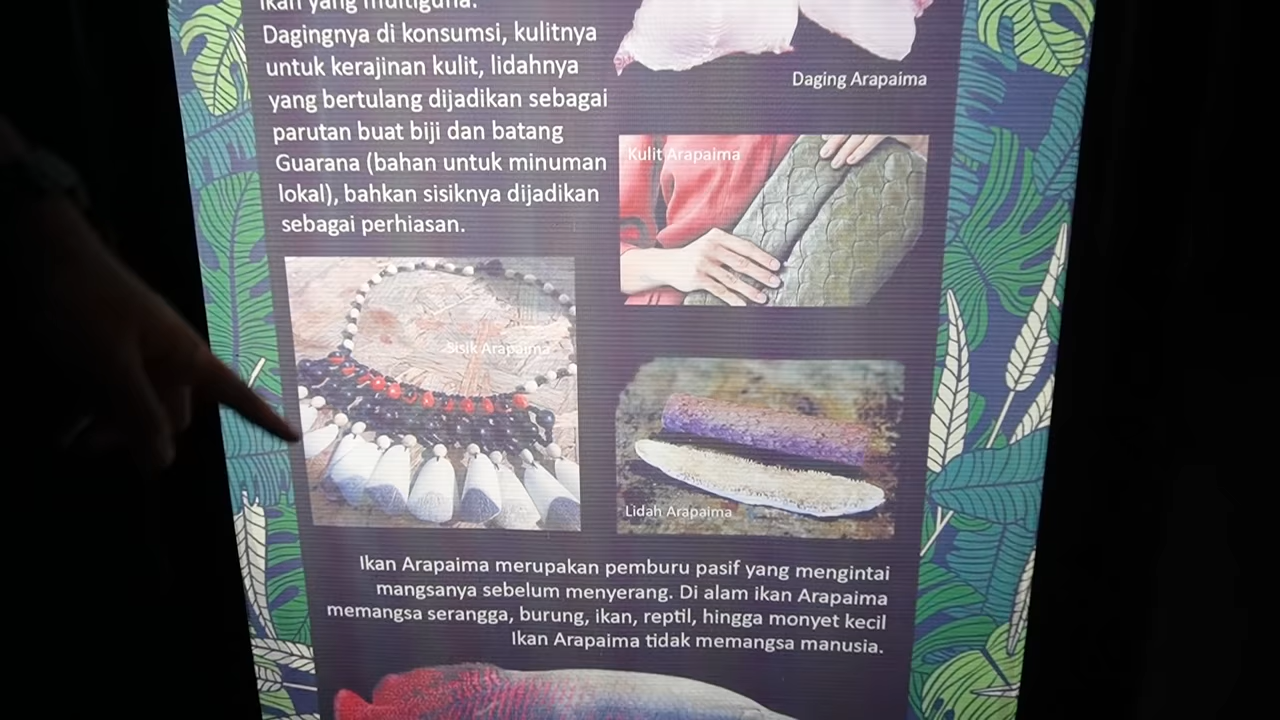 ikan yang multiguna.
Dagingnya di konsumsi, kulitnya
untuk kerajinan kulit, lidahnya
yang bertulang dijadikan sebagai
parutan buat biji dan batang
Guarana (bahan untuk minuman
lokal), bahkan sisiknya dijadikan
sebagai perhiasan.
Daging Arapaima
Kulit Arapaima
Sisik Arapaima
Lidah Arapaima
Ikan Arapaima merupakan pemburu pasif yang mengintai
mangsanya sebelum menyerang. Di alam ikan Arapaima
memangsa serangga, burung, ikan, reptil, hingga monyet kecil
Ikan Arapaima tidak memangsa manusia.